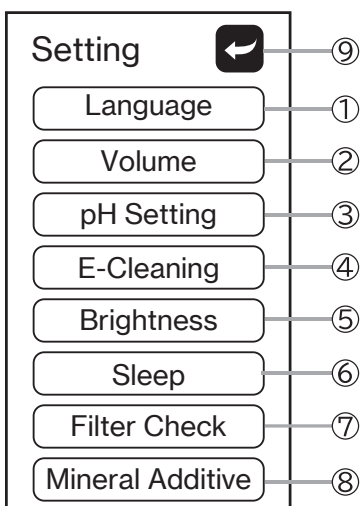 Setting ⑨
Language ①
Volume ②
pH Setting ③
E-Cleaning ④
Brightness ⑤
Sleep ⑥
Filter Check ⑦
Mineral Additive ⑧